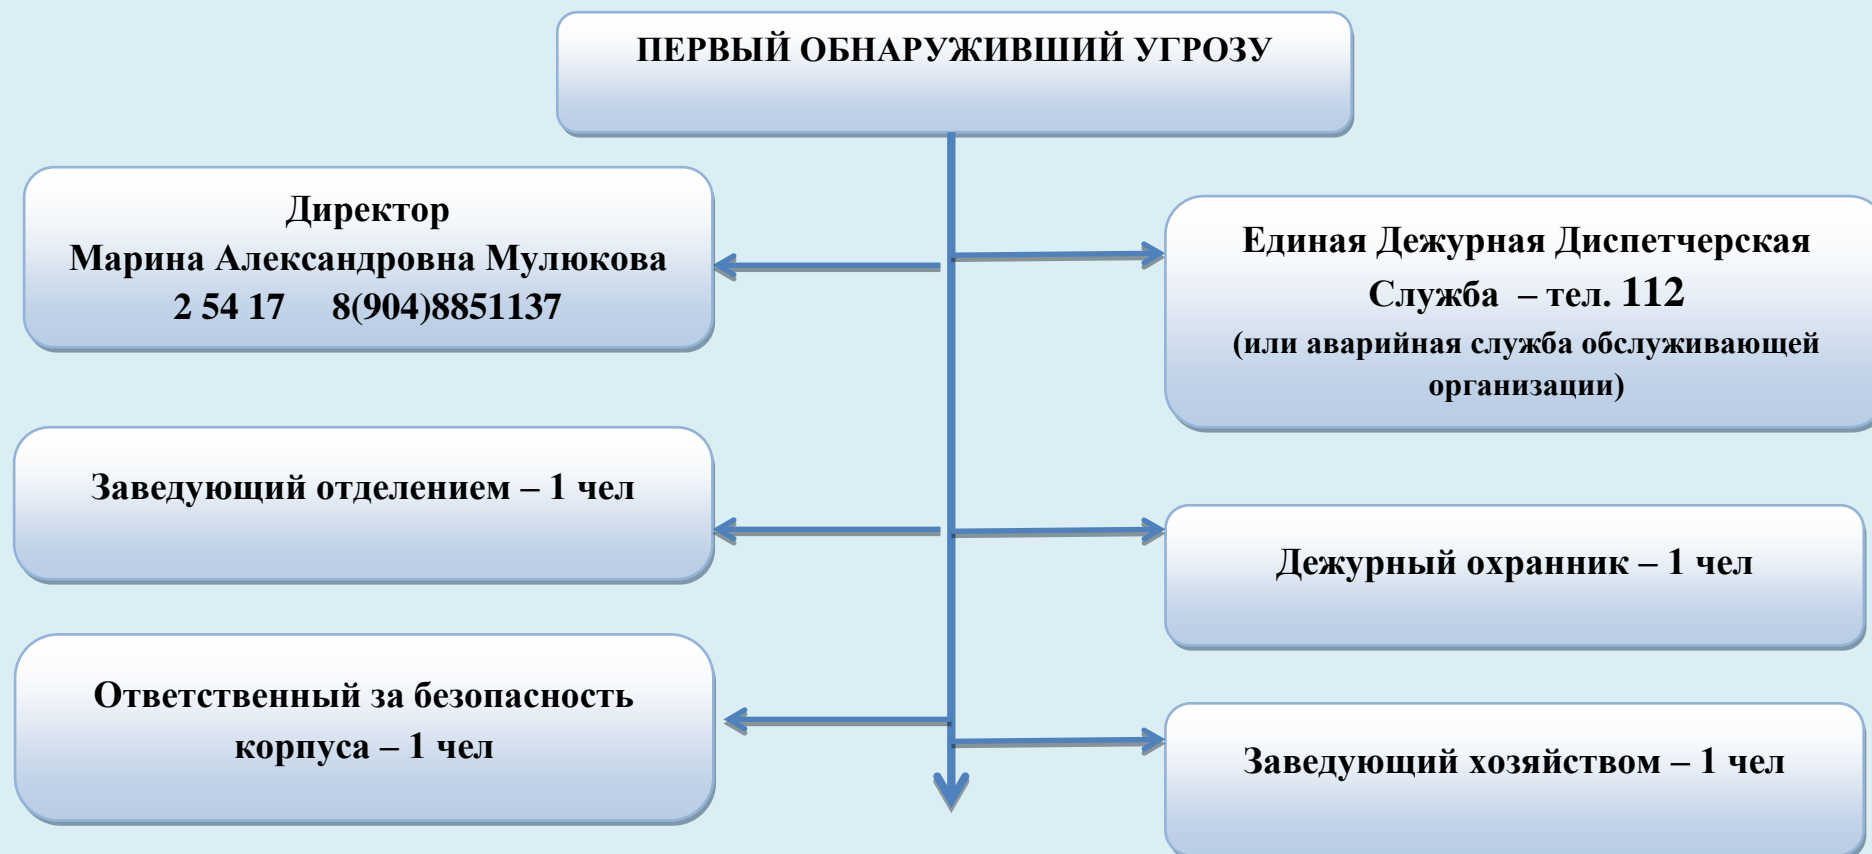 ПЕРВЫЙ ОБНАРУЖИВШИЙ УГРОЗУ
Директор
Марина Александровна Мулюкова
2 54 17 8(904)8851137
Единая Дежурная Диспетчерская
Служба – тел. 112
(или аварийная служба обслуживающей
организации)
Заведующий отделением – 1 чел
Дежурный охранник – 1 чел
Ответственный за безопасность
корпуса – 1 чел
Заведующий хозяйством – 1 чел